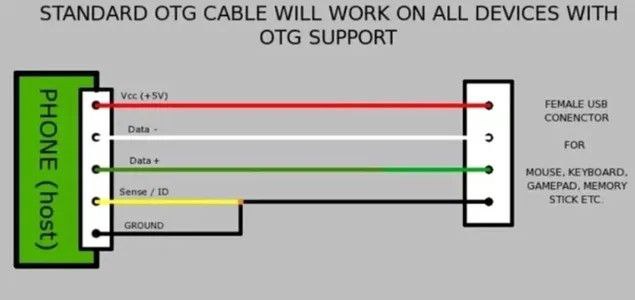 STANDARD OTG CABLE WILL WORK ON ALL DEVICES WITH
OTG SUPPORT
PHONE (host)
Vcc (+5V)
Data -
Data +
Sense / ID
GROUND
FEMALE USB
CONENCTOR
FOR
MOUSE, KEYBOARD,
GAMEPAD, MEMORY
STICK ETC.